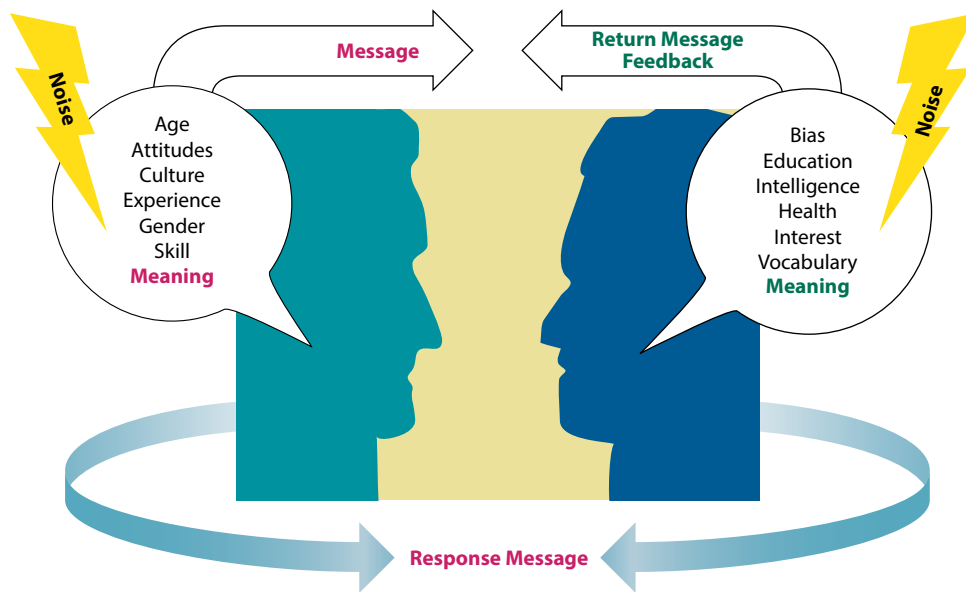 Noise
Message
Return Message
Feedback
Noise
Age
Attitudes
Culture
Experience
Gender
Skill
Meaning
Bias
Education
Intelligence
Health
Interest
Vocabulary
Meaning
Response Message